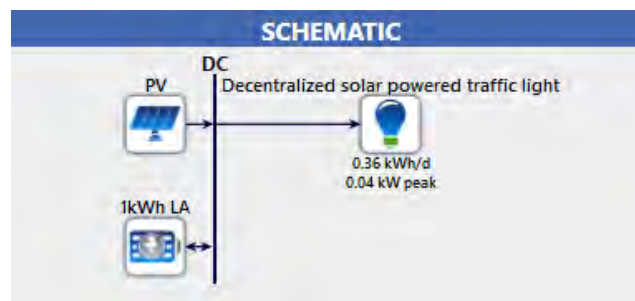 SCHEMATIC
DC
PV
Decentralized solar powered traffic light
0.36 kWh/d
0.04 kW peak
1kWh LA